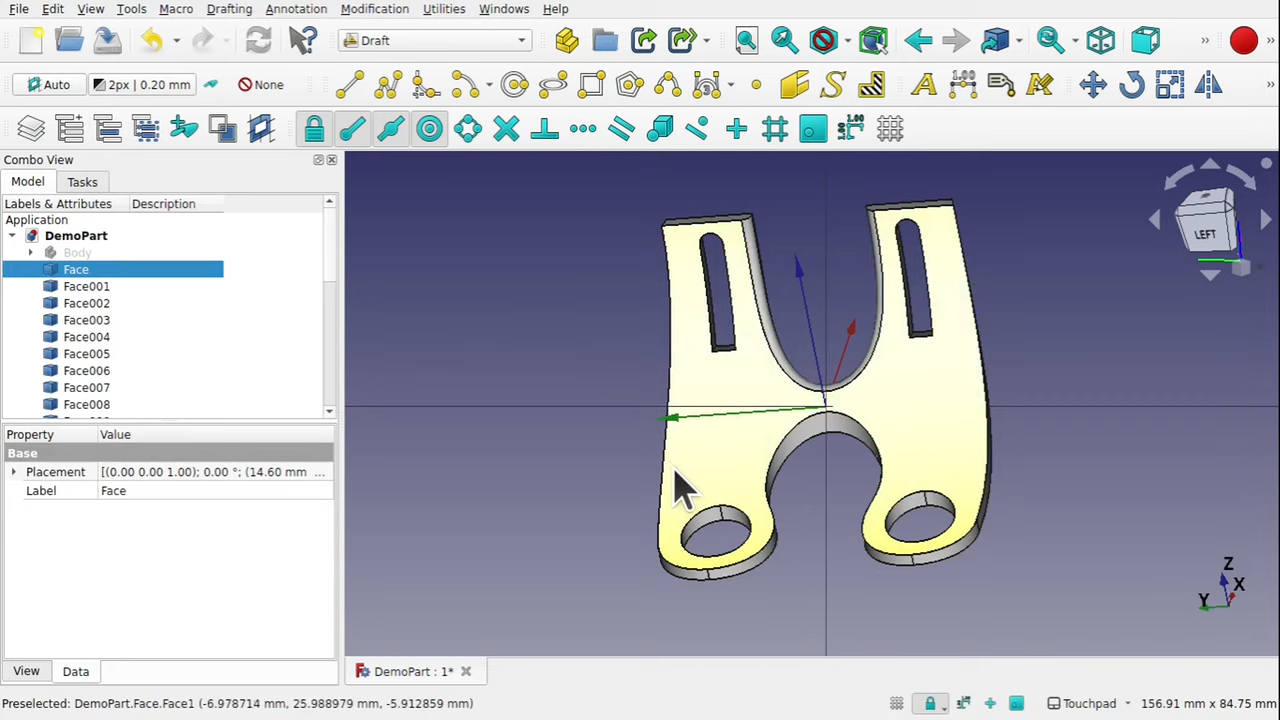 File Edit View Tools Macro Drafting Annotation Modification Utilities Windows Help
Draft
Auto 2px | 0.20 mm None
Combo View
Model Tasks
Labels & Attributes Description
Application
DemoPart
Body
Face
Face001
Face002
Face003
Face004
Face005
Face006
Face007
Face008
Property Value
Base
Placement [(0.00 0.00 1.00); 0.00 °; (14.60 mm ...
Label Face
View Data
LEFT
Z
X
Y
DemoPart : 1*
Preselected: DemoPart.Face.Face1 (-6.978714 mm, 25.988979 mm, -5.912859 mm)
Touchpad 156.91 mm x 84.75 mm